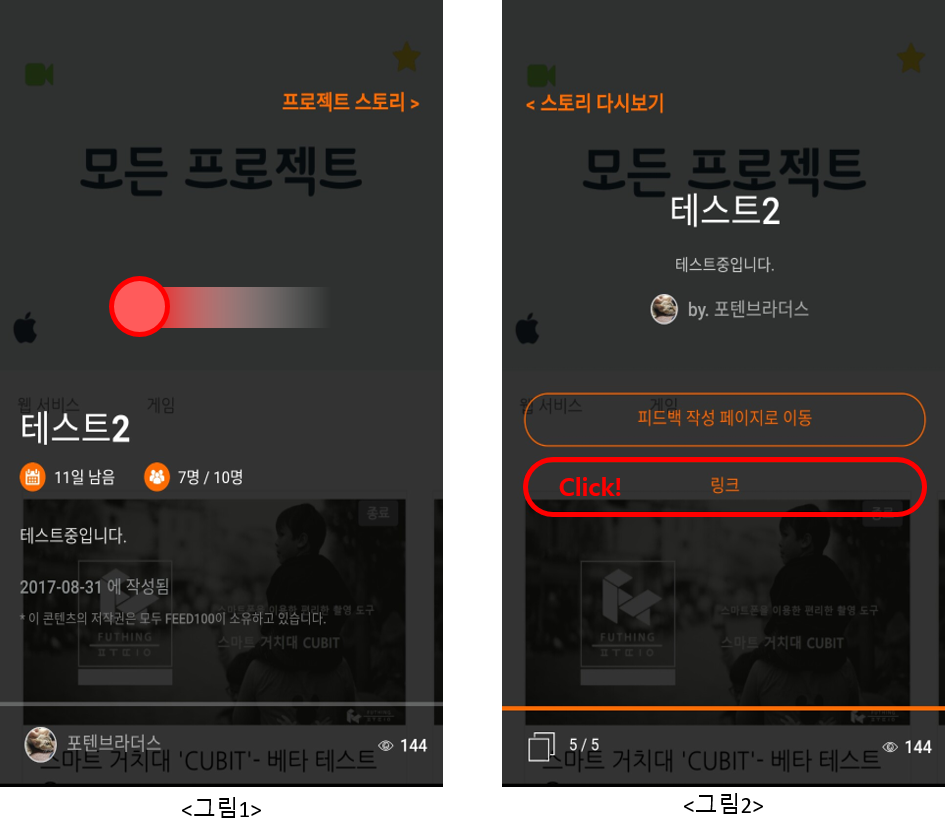 프로젝트 스토리 >
모든 프로젝트
웹 서비스
게임
테스트2
11일 남음
7명 / 10명
종료
테스트중입니다.
2017-08-31 에 작성됨
* 이 콘텐츠의 저작권은 모두 FEED100이 소유하고 있습니다.
스마트폰을 이용한 편리한 촬영 도구
스마트 거치대 CUBIT
FUTHING
FUTHING
포텐브라더스
144
스마트 거치대 'CUBIT'- 베타 테스트
<그림1>
< 스토리 다시보기
모든 프로젝트
테스트2
테스트중입니다.
by. 포텐브라더스
웹 서비스
게임
피드백 작성 페이지로 이동
Click!
링크
종료
스마트폰을 이용한 편리한 촬영 도구
스마트 거치대 CUBIT
FUTHING
FUTHING
5 / 5
144
스마트 거치대 'CUBIT'- 베타 테스트
<그림2>